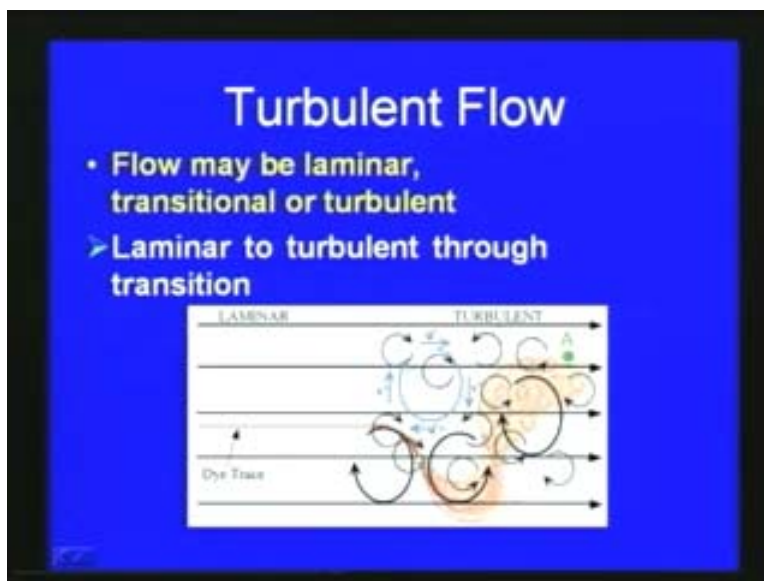 Turbulent Flow
• Flow may be laminar,
transitional or turbulent
➢Laminar to turbulent through
transition
LAMINAR TURBULENT
A
Dye Trace